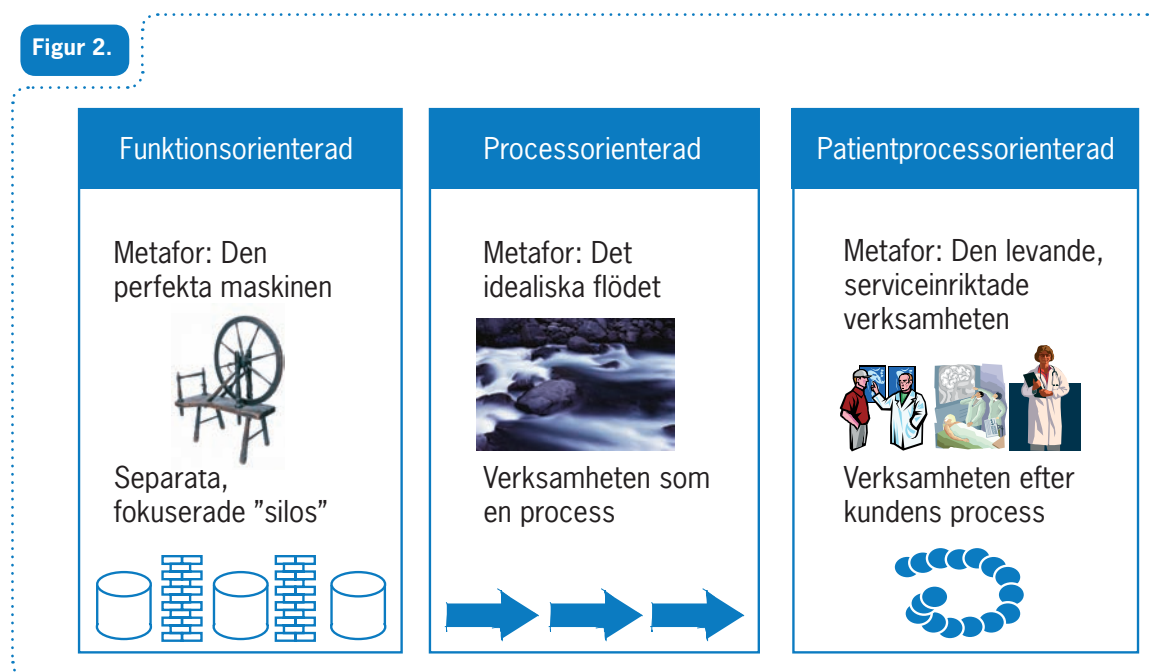 Figur 2.
Funktionsorienterad
Metafor: Den
perfekta maskinen
Separata,
fokuserade ”silos”
Processorienterad
Metafor: Det
idealiska flödet
Verksamheten som
en process
Patientprocessorienterad
Metafor: Den levande,
serviceinriktade
verksamheten
Verksamheten efter
kundens process